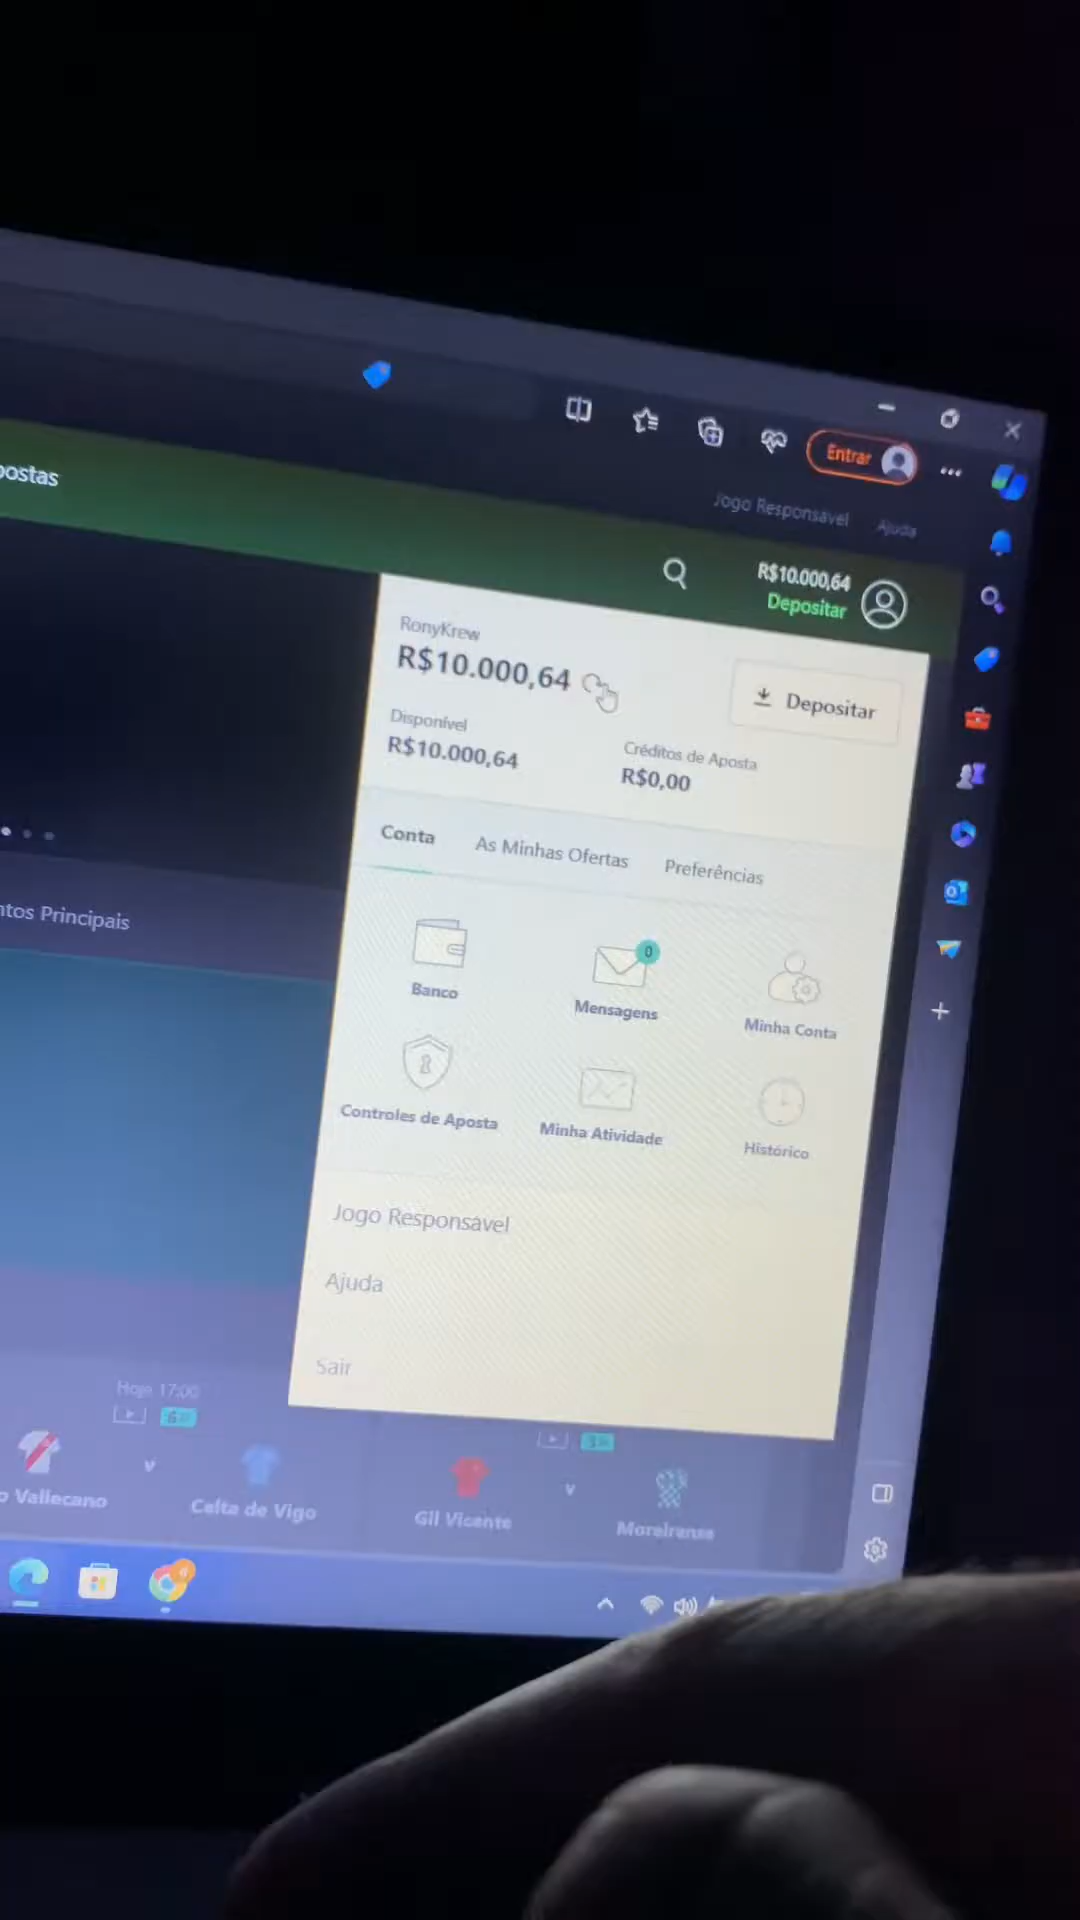 Entrar
postas
Jogo Responsável
Ajuda
R$10.000,64
Depositar
RonyKrew
R$10.000,64
Depositar
Disponível
R$10.000,64
Créditos de Aposta
R$0,00
Conta
As Minhas Ofertas
Preferências
ntos Principais
Banco
0
Mensagens
Minha Conta
Controles de Aposta
Minha Atividade
Histórico
Jogo Responsável
Ajuda
Sair
Hoje 17:00
v
o Vallecano
Celta de Vigo
v
Gil Vicente
Moreirense